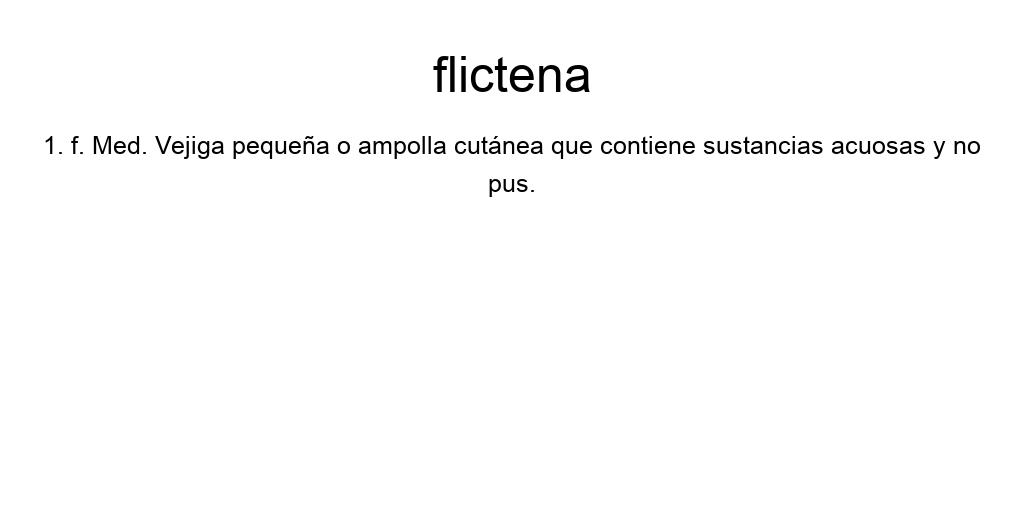 flictena
1. f. Med. Vejiga pequeña o ampolla cutánea que contiene sustancias acuosas y no
pus.